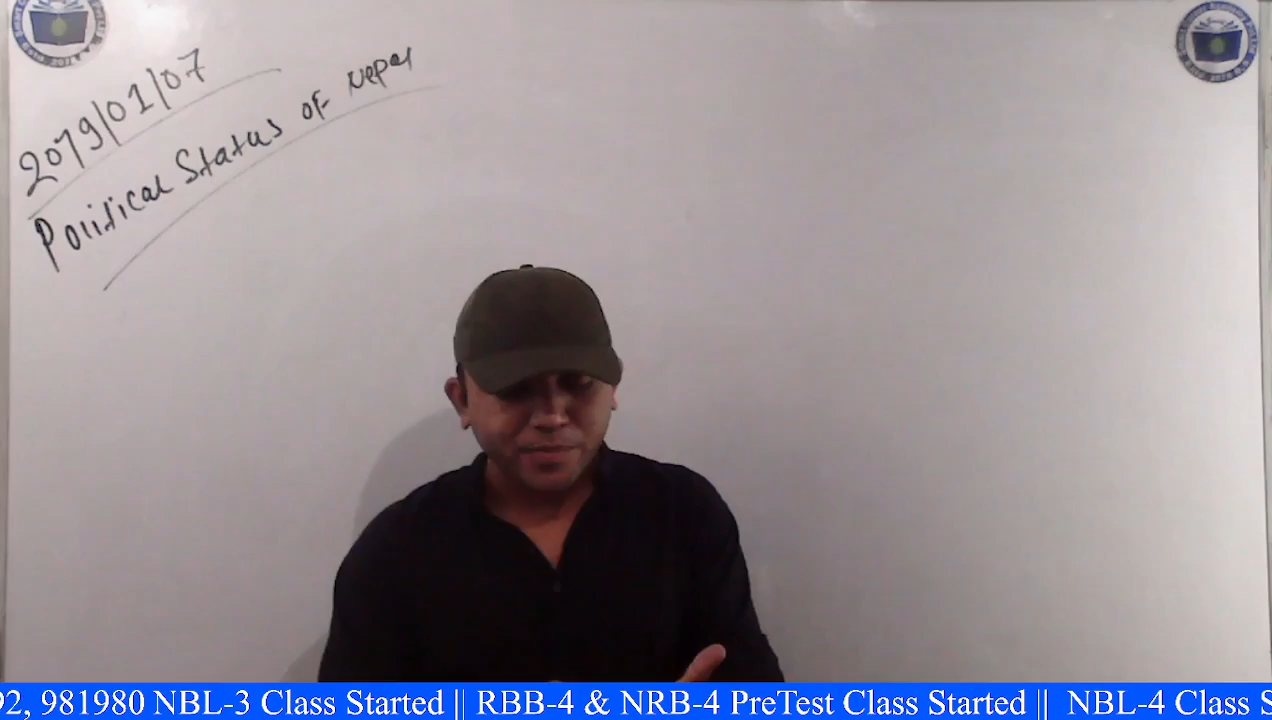 2079/01/07
Political Status of Nepal
92, 981980 NBL-3 Class Started || RBB-4 & NRB-4 PreTest Class Started || NBL-4 Class S